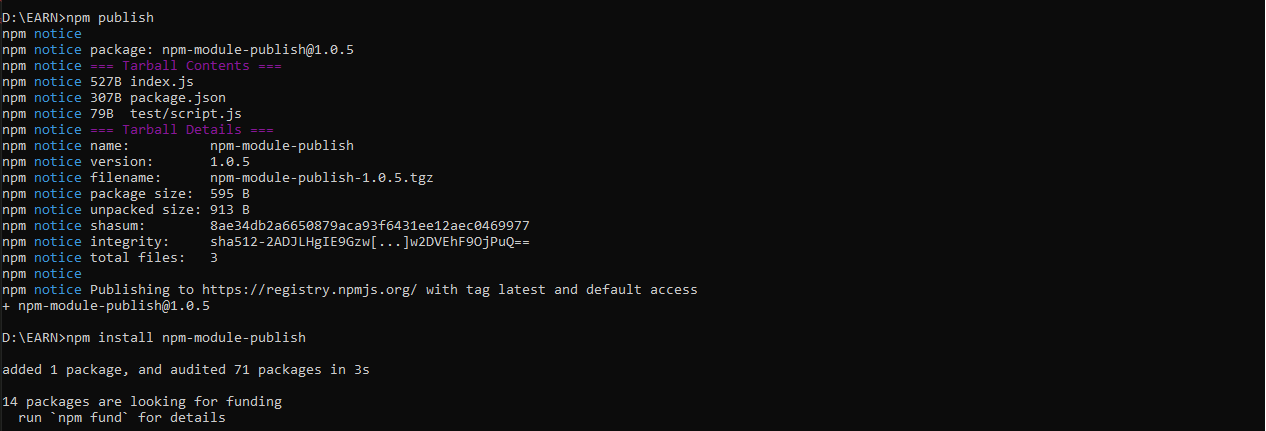 D:\EARN>npm publish
npm notice
npm notice package: npm-module-publish@1.0.5
npm notice === Tarball Contents ===
npm notice 527B index.js
npm notice 307B package.json
npm notice 79B  test/script.js
npm notice === Tarball Details ===
npm notice name:          npm-module-publish
npm notice version:       1.0.5
npm notice filename:      npm-module-publish-1.0.5.tgz
npm notice package size:  595 B
npm notice unpacked size: 913 B
npm notice shasum:        8ae34db2a6650879aca93f6431ee12aec0469977
npm notice integrity:     sha512-2ADJLHgIE9Gzw[...]w2DVEhF9OjPuQ==
npm notice total files:   3
npm notice
npm notice Publishing to https://registry.npmjs.org/ with tag latest and default access
+ npm-module-publish@1.0.5
D:\EARN>npm install npm-module-publish
added 1 package, and audited 71 packages in 3s
14 packages are looking for funding
  run `npm fund` for details